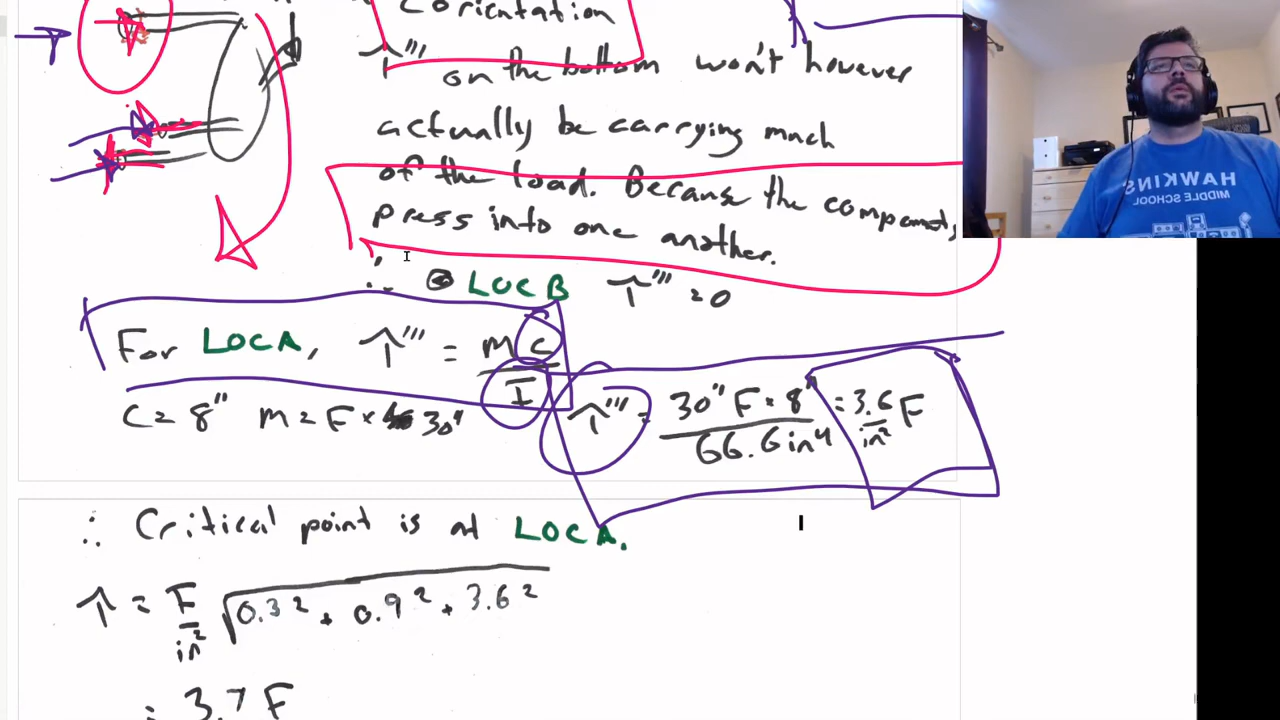 orientation
τ'''
on the bottom won't however
actually be carrying much
of the load. Because the components
press into one another.
∴ @ LOC B τ''' = 0
For LOC A, τ''' = MC/I
C = 8" M = F × 30"
τ''' = 30" F × 8" / 66.6 in⁴ = 3.6/in² F
∴ Critical point is at LOC A.
τ = F/in² √0.3² + 0.9² + 3.6²
= 3.7 F
HAWKINS
MIDDLE SCHOOL